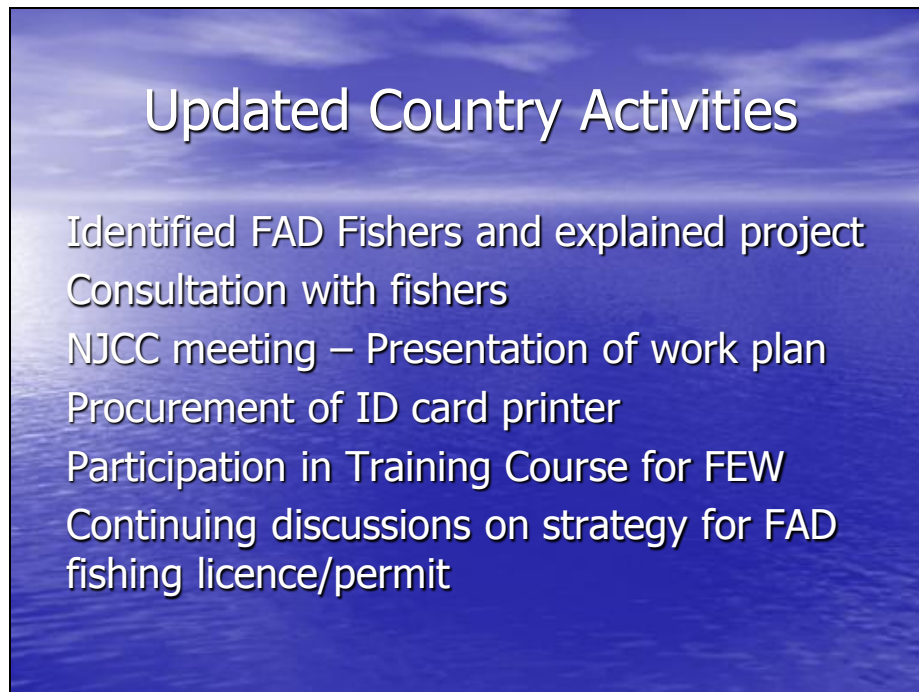 Updated Country Activities
Identified FAD Fishers and explained project
Consultation with fishers
NJCC meeting – Presentation of work plan
Procurement of ID card printer
Participation in Training Course for FEW
Continuing discussions on strategy for FAD
fishing licence/permit